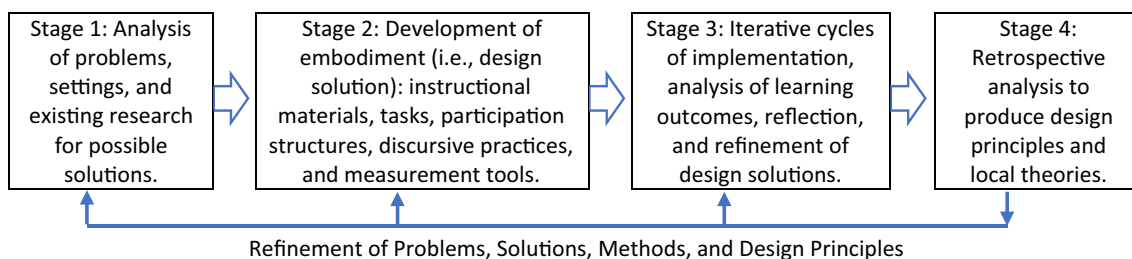 Stage 1: Analysis
of problems,
settings, and
existing research
for possible
solutions.
Stage 2: Development of
embodiment (i.e., design
solution): instructional
materials, tasks, participation
structures, discursive practices,
and measurement tools.
Stage 3: Iterative cycles
of implementation,
analysis of learning
outcomes, reflection,
and refinement of
design solutions.
Stage 4:
Retrospective
analysis to
produce design
principles and
local theories.
Refinement of Problems, Solutions, Methods, and Design Principles